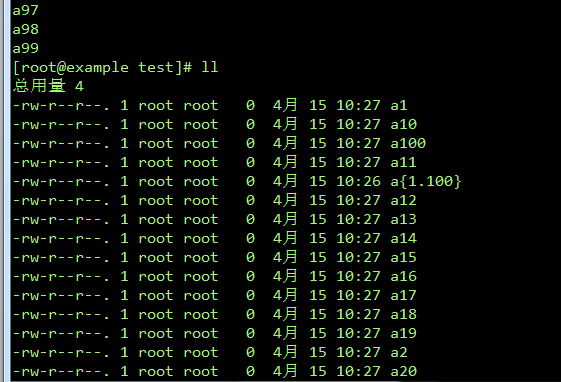 a97
a98
a99
[root@example test]# ll
总用量 4
-rw-r--r--. 1 root root   0  4月 15 10:27 a1
-rw-r--r--. 1 root root   0  4月 15 10:27 a10
-rw-r--r--. 1 root root   0  4月 15 10:27 a100
-rw-r--r--. 1 root root   0  4月 15 10:27 a11
-rw-r--r--. 1 root root   0  4月 15 10:26 a{1.100}
-rw-r--r--. 1 root root   0  4月 15 10:27 a12
-rw-r--r--. 1 root root   0  4月 15 10:27 a13
-rw-r--r--. 1 root root   0  4月 15 10:27 a14
-rw-r--r--. 1 root root   0  4月 15 10:27 a15
-rw-r--r--. 1 root root   0  4月 15 10:27 a16
-rw-r--r--. 1 root root   0  4月 15 10:27 a17
-rw-r--r--. 1 root root   0  4月 15 10:27 a18
-rw-r--r--. 1 root root   0  4月 15 10:27 a19
-rw-r--r--. 1 root root   0  4月 15 10:27 a2
-rw-r--r--. 1 root root   0  4月 15 10:27 a20